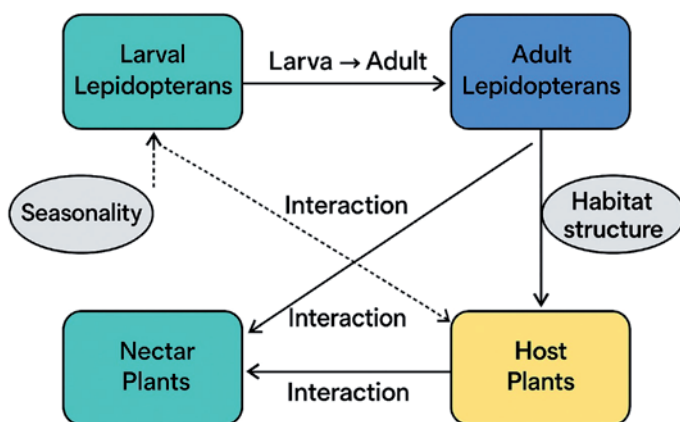 Larval
Lepidopterans
Larva → Adult
Adult
Lepidopterans
Seasonality
Interaction
Habitat
structure
Interaction
Nectar
Plants
Interaction
Host
Plants